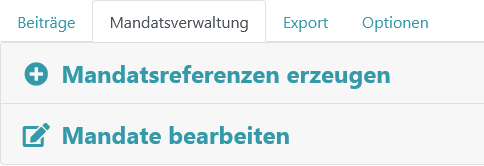 Beiträge Mandatsverwaltung Export Optionen
Mandatsreferenzen erzeugen
Mandate bearbeiten